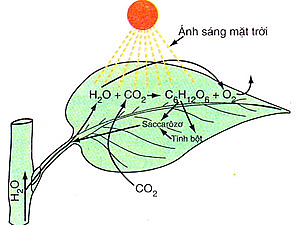 Ánh sáng mặt trời
H₂O + CO₂ → C₆H₁₂O₆ + O₂
Saccarôzơ
Tinh bột
CO₂
H₂O